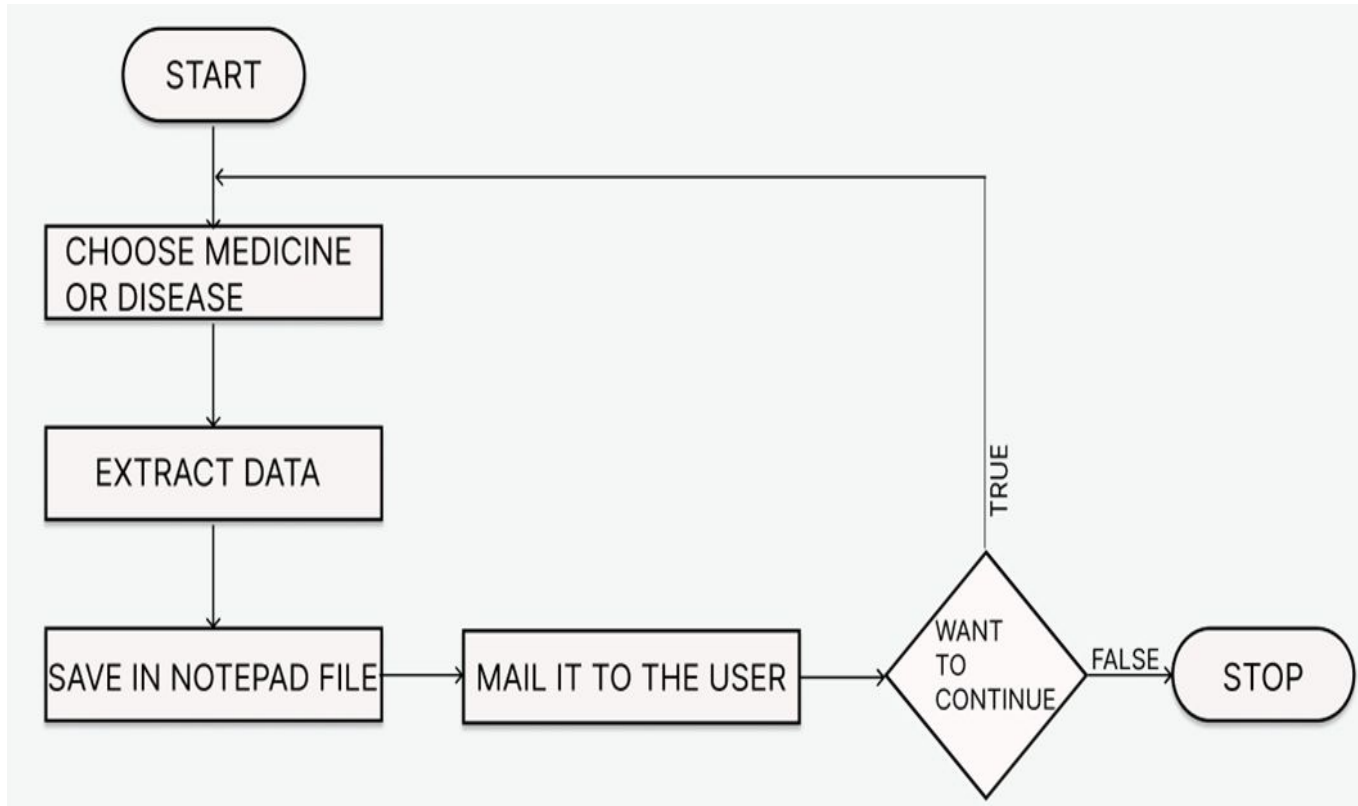 START
CHOOSE MEDICINE
OR DISEASE
EXTRACT DATA
SAVE IN NOTEPAD FILE
MAIL IT TO THE USER
WANT
TO
CONTINUE
TRUE
FALSE
STOP